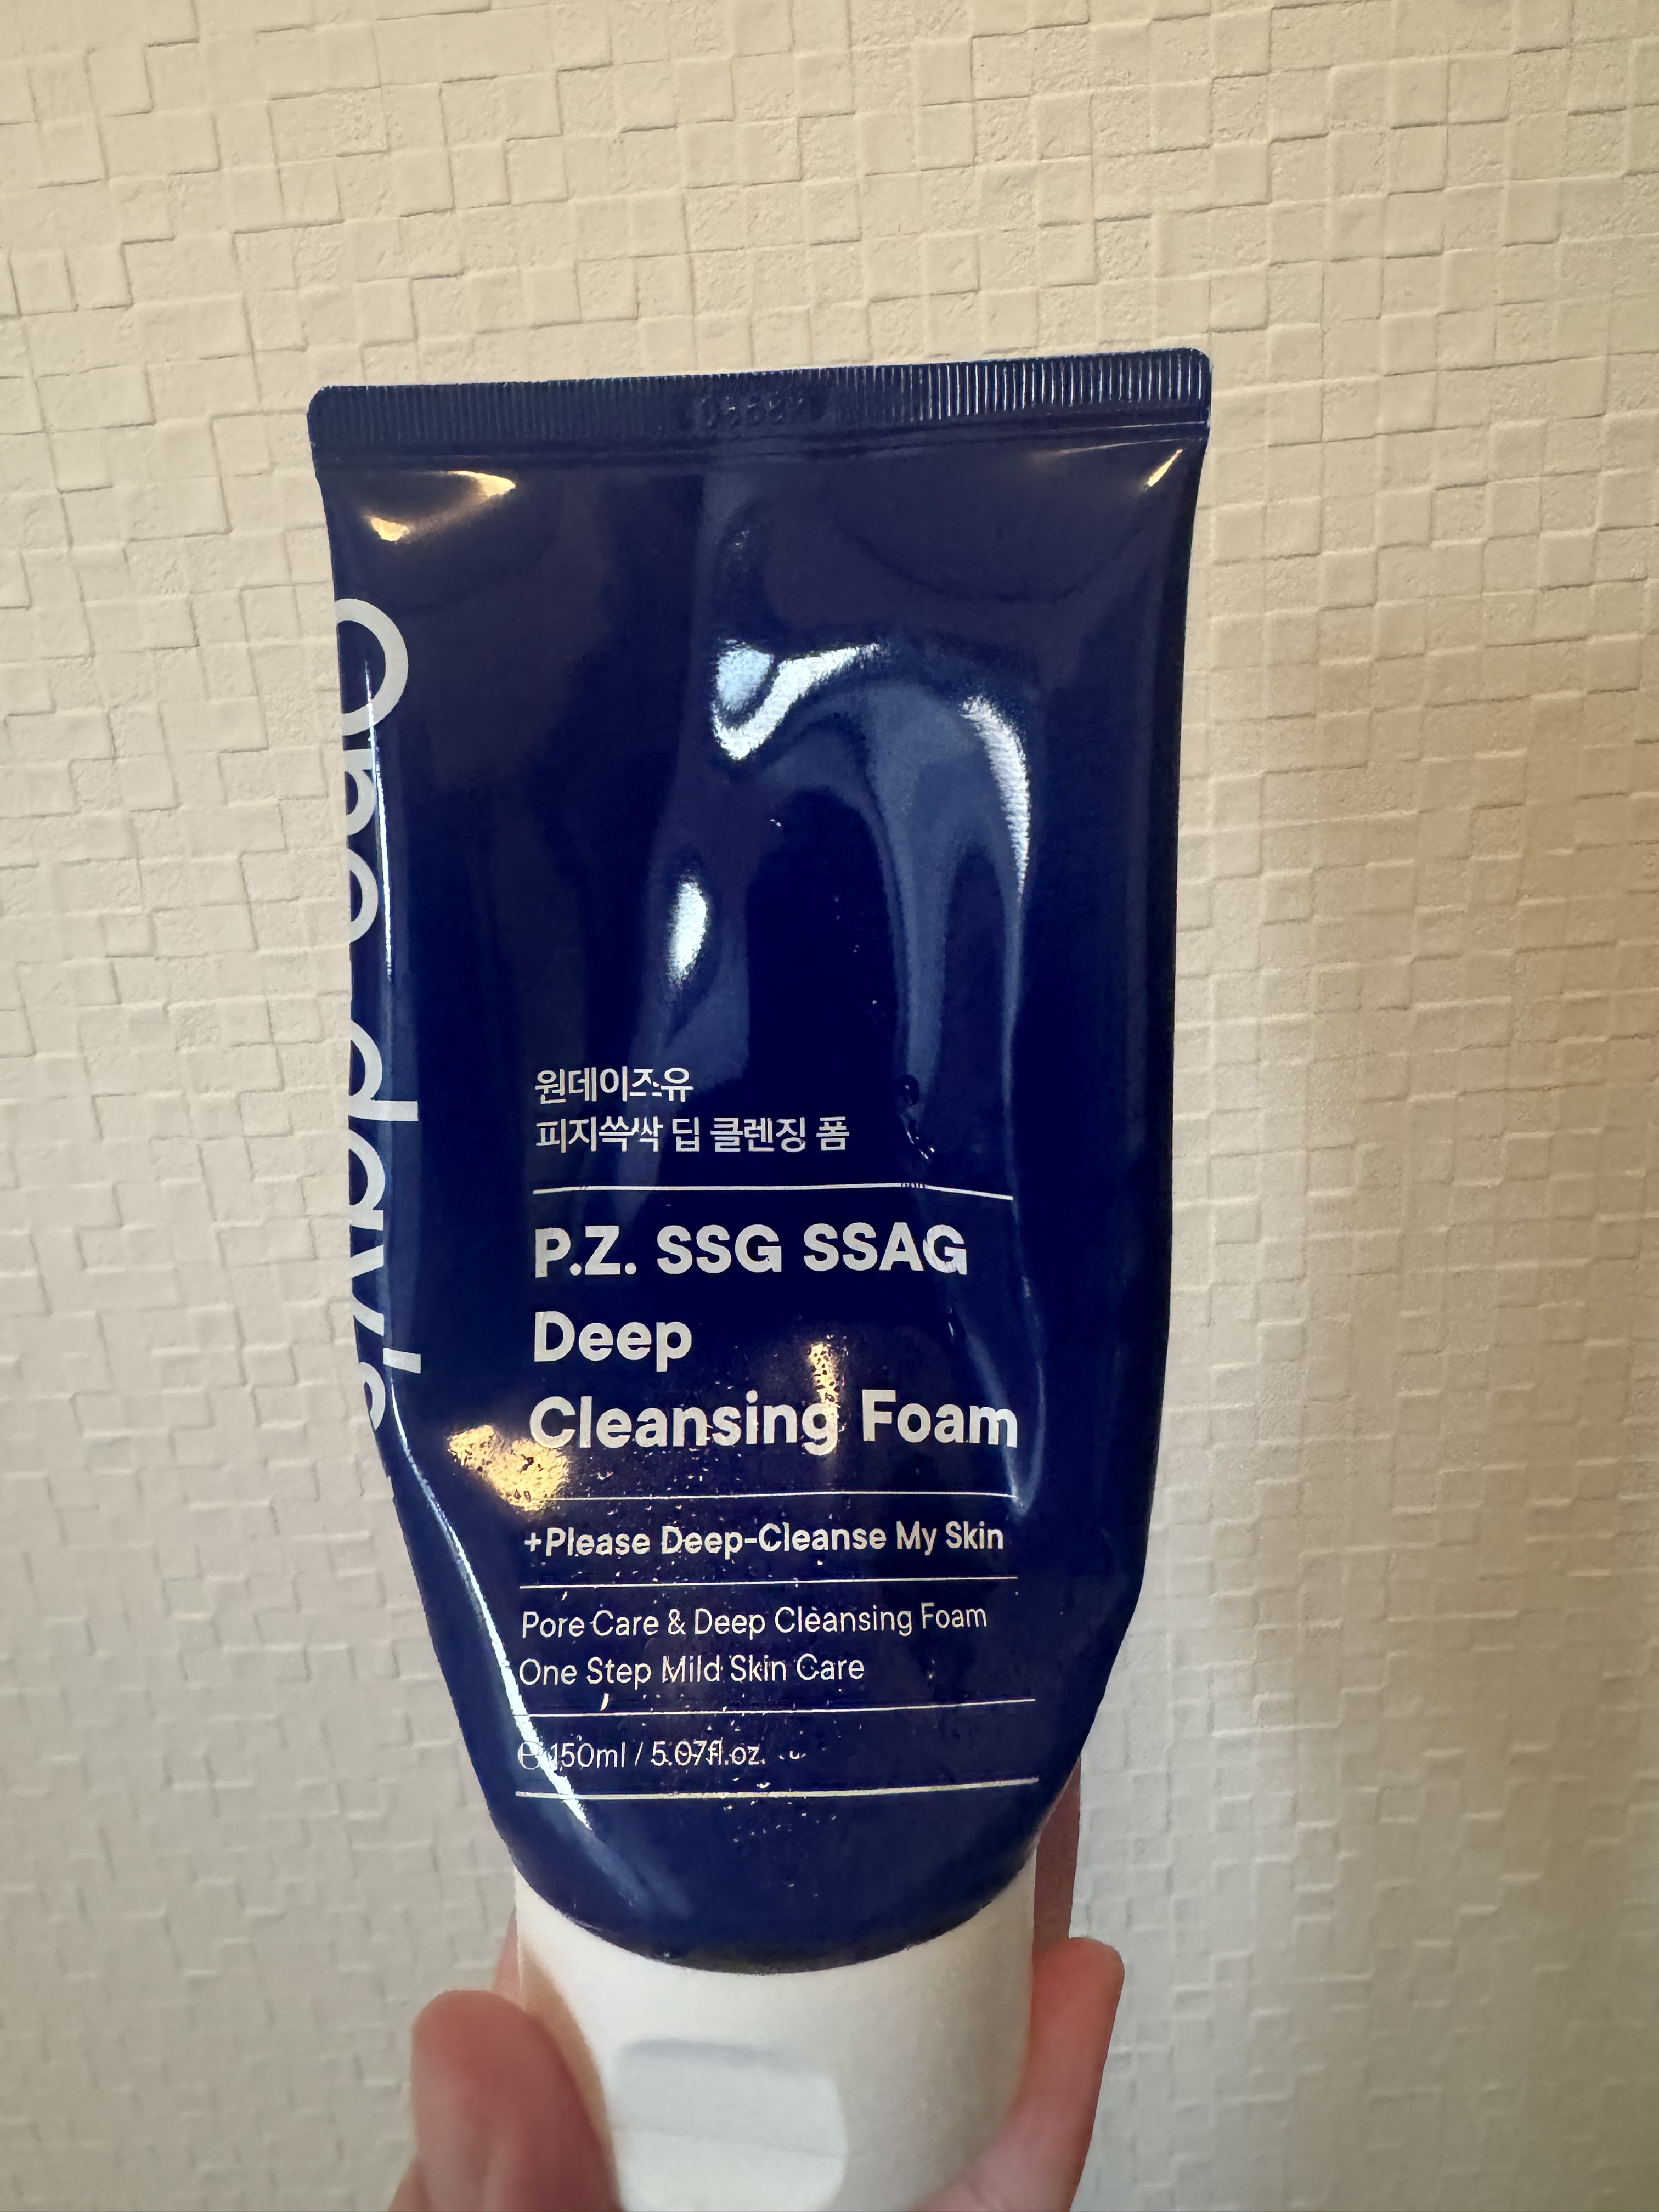 One day's
원데이즈유
피지쓱싹 딥 클렌징 폼
P.Z. SSG SSAG
Deep
Cleansing Foam
+Please Deep-Cleanse My Skin
Pore Care & Deep Cleansing Foam
One Step Mild Skin Care
℮ 150ml / 5.07fl.oz.